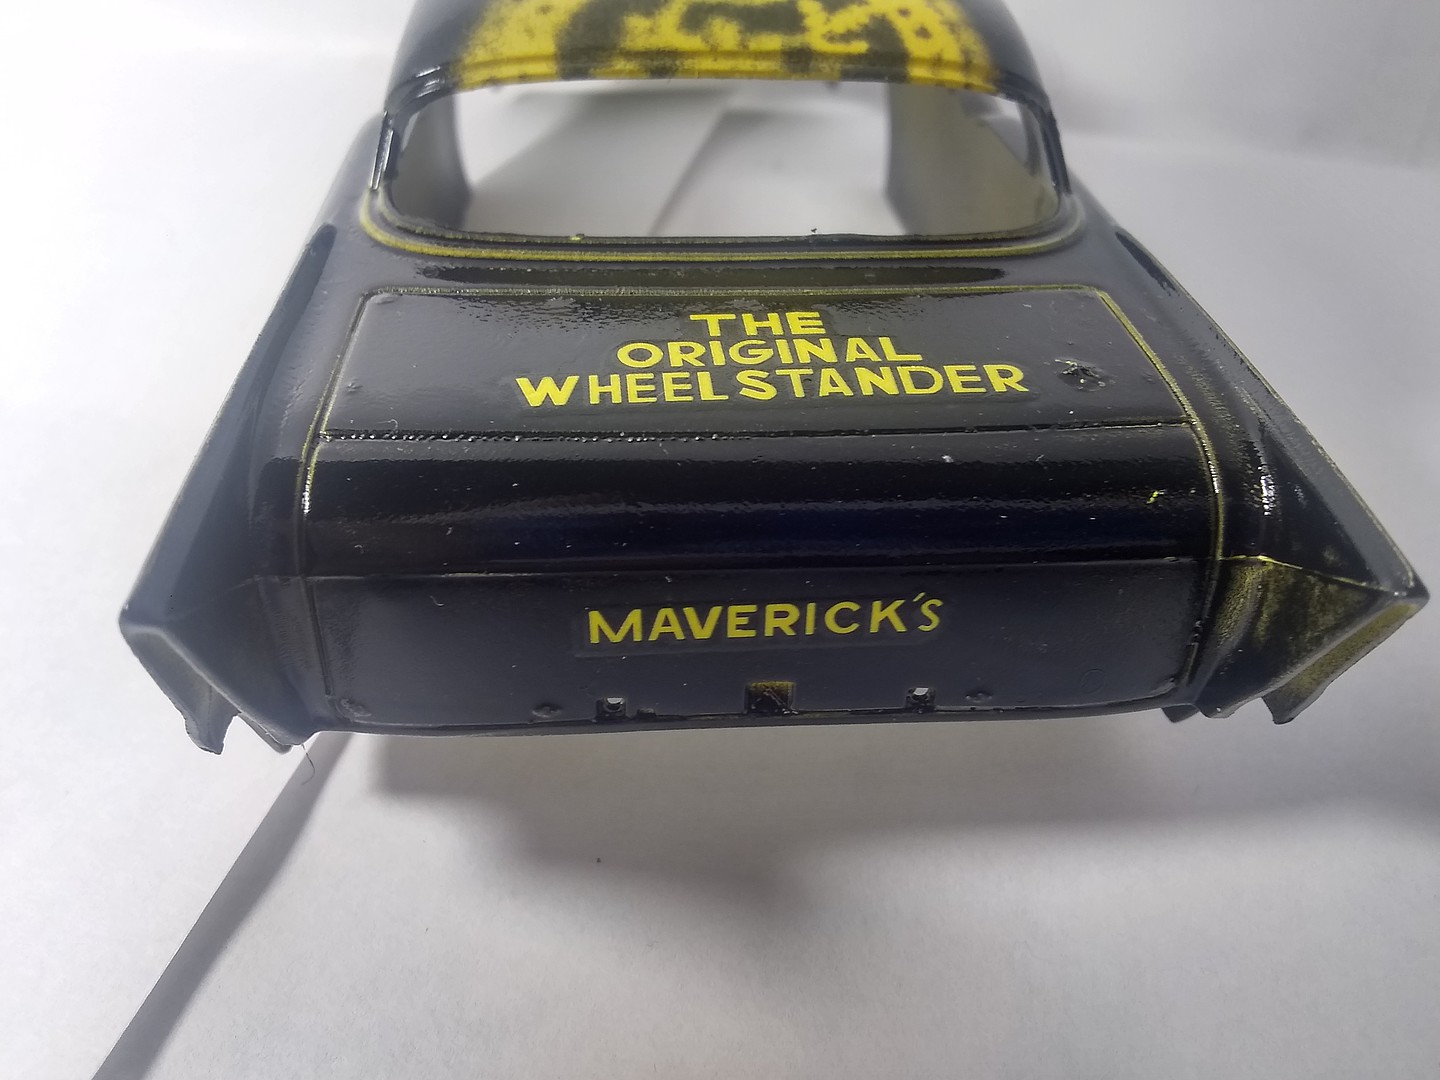 THE
ORIGINAL
WHEELSTANDER
MAVERICK'S